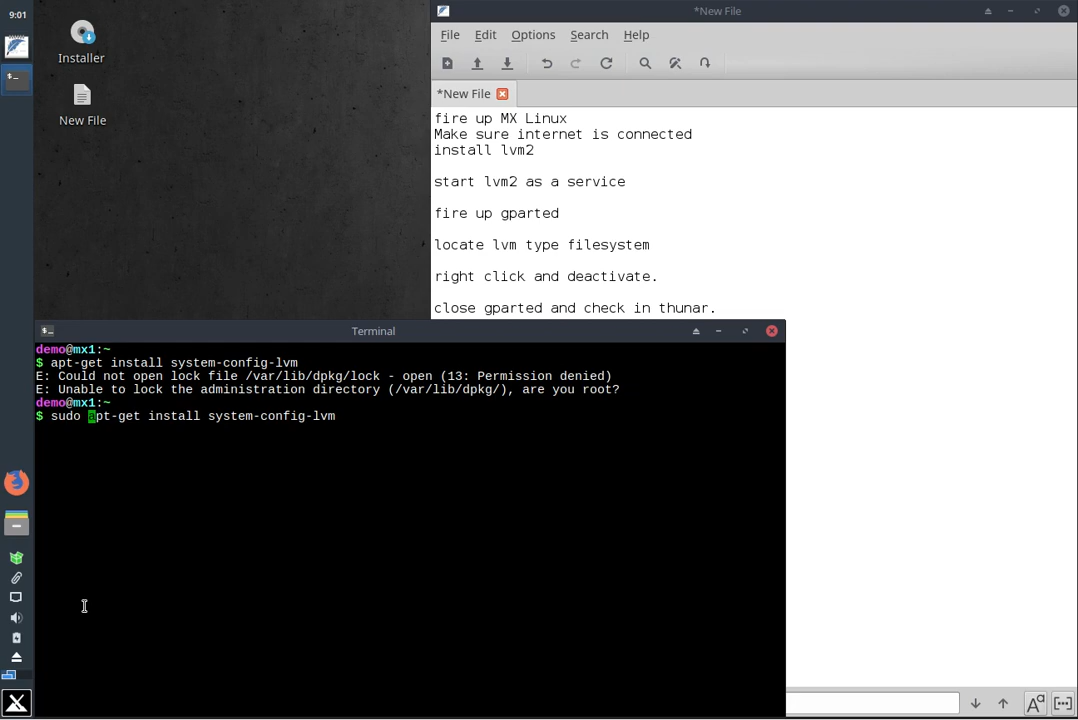 9:01
Installer
New File
*New File
File Edit Options Search Help
*New File
fire up MX Linux
Make sure internet is connected
install lvm2
start lvm2 as a service
fire up gparted
locate lvm type filesystem
right click and deactivate.
close gparted and check in thunar.
Terminal
demo@mx1:~
$ apt-get install system-config-lvm
E: Could not open lock file /var/lib/dpkg/lock - open (13: Permission denied)
E: Unable to lock the administration directory (/var/lib/dpkg/), are you root?
demo@mx1:~
$ sudo apt-get install system-config-lvm